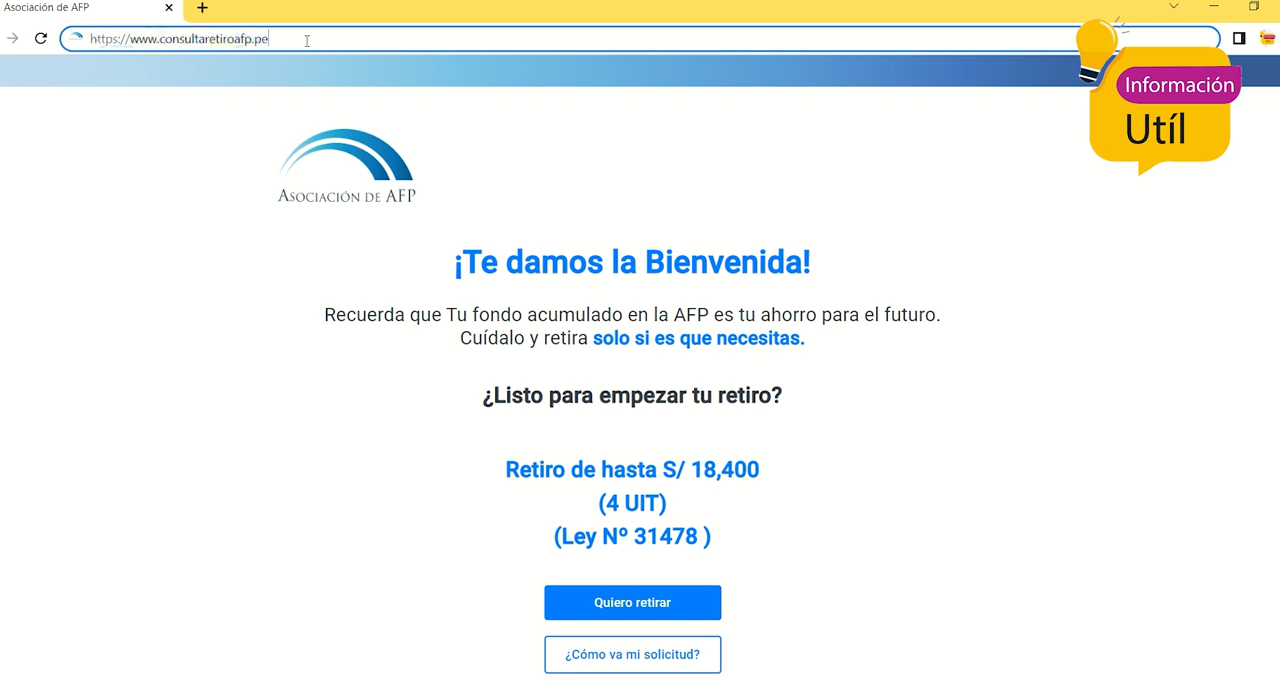 Asociación de AFP
https://www.consultaretiroafp.pe
Información
Utíl
Asociación de AFP
¡Te damos la Bienvenida!
Recuerda que Tu fondo acumulado en la AFP es tu ahorro para el futuro.
Cuídalo y retira solo si es que necesitas.
¿Listo para empezar tu retiro?
Retiro de hasta S/ 18,400
(4 UIT)
(Ley Nº 31478 )
Quiero retirar
¿Cómo va mi solicitud?